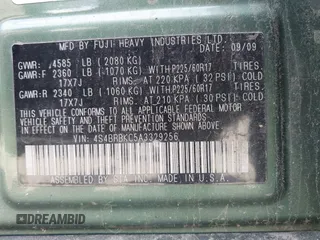 MFD. BY FUJI HEAVY INDUSTRIES LTD. 09/09
GVWR: 4585 LB (2080 KG)
GAWR:F 2360 LB (1070 KG) WITH P225/60R17 TIRES.
17X7J RIMS. AT 220 KPA (32 PSI) COLD
GAWR:R 2340 LB (1060 KG) WITH P225/60R17 TIRES.
17X7J RIMS. AT 210 KPA (30 PSI) COLD
THIS VEHICLE CONFORMS TO ALL APPLICABLE FEDERAL MOTOR
VEHICLE SAFETY, BUMPER, AND THEFT PREVENTION STANDARDS
IN EFFECT ON THE DATE OF MANUFACTURE SHOWN ABOVE.
VIN: 4S4BRBKC5A3329256
ASSEMBLED BY SIA, INC. MADE IN U.S.A.
DREAMBID